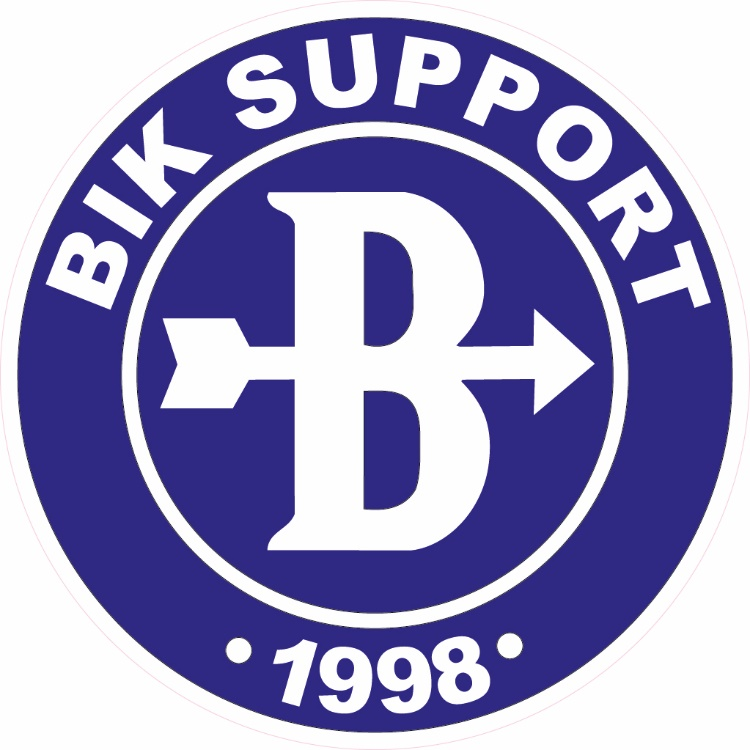 BIK SUPPORT
B
• 1998 •